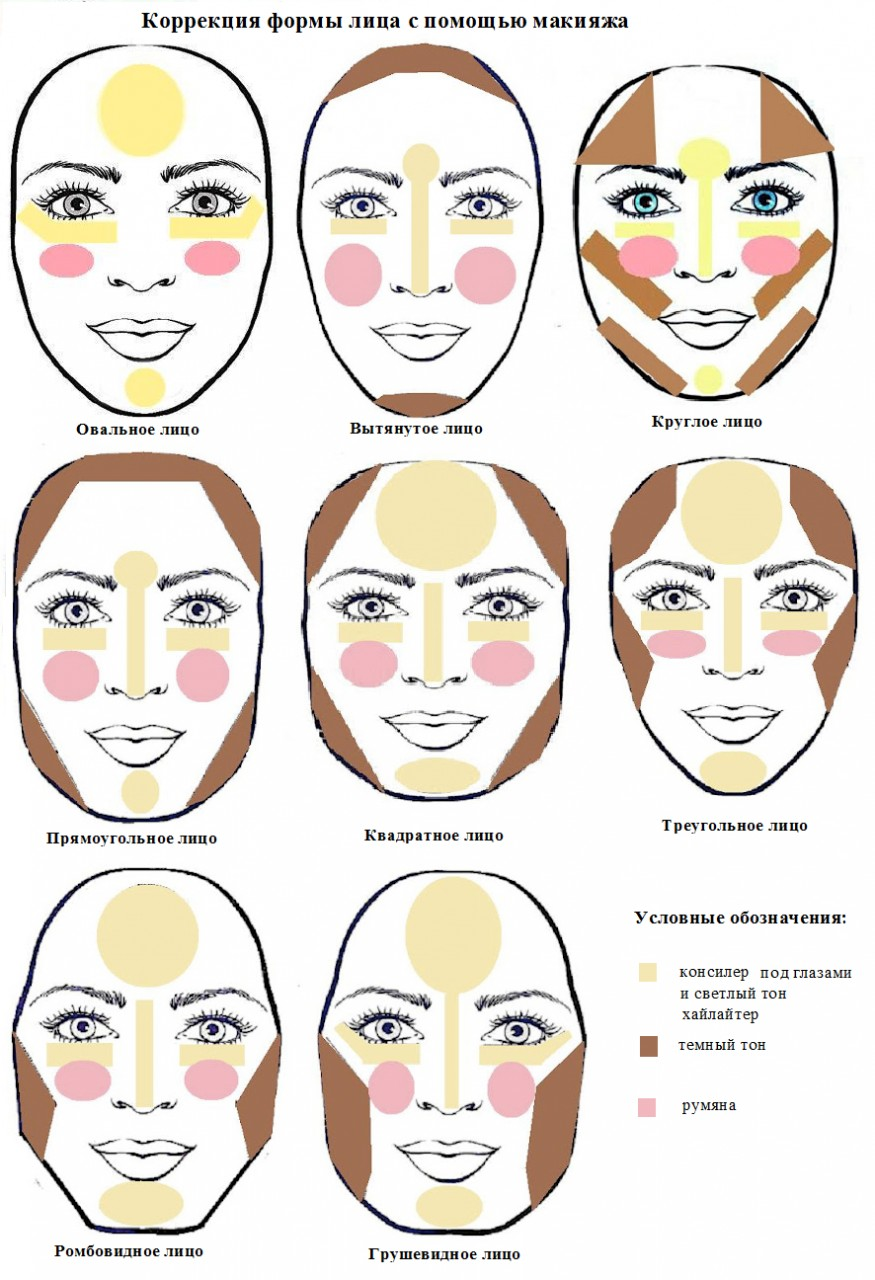 Коррекция формы лица с помощью макияжа
Овальное лицо
Вытянутое лицо
Круглое лицо
Прямоугольное лицо
Квадратное лицо
Треугольное лицо
Условные обозначения:
консилер под глазами
и светлый тон
хайлайтер
темный тон
румяна
Ромбовидное лицо
Грушевидное лицо